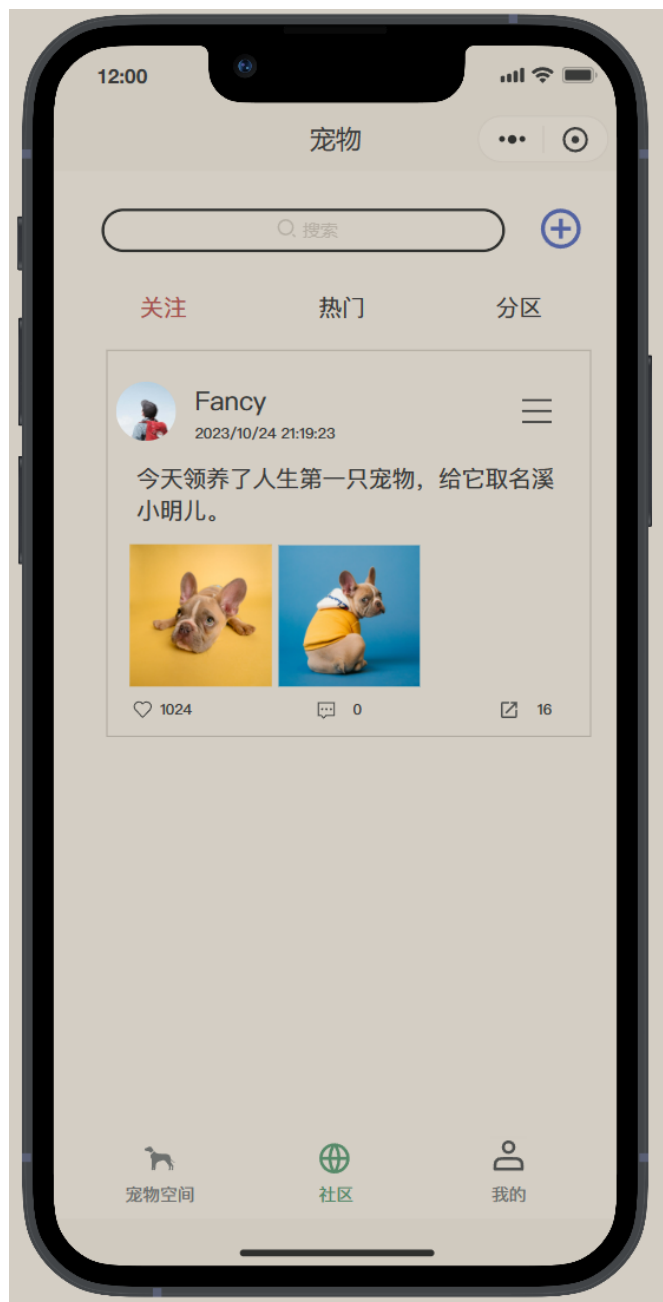 12:00
宠物
搜索
关注 热门 分区
Fancy
2023/10/24 21:19:23
今天领养了人生第一只宠物，给它取名溪
小明儿。
1024 0 16
宠物空间 社区 我的